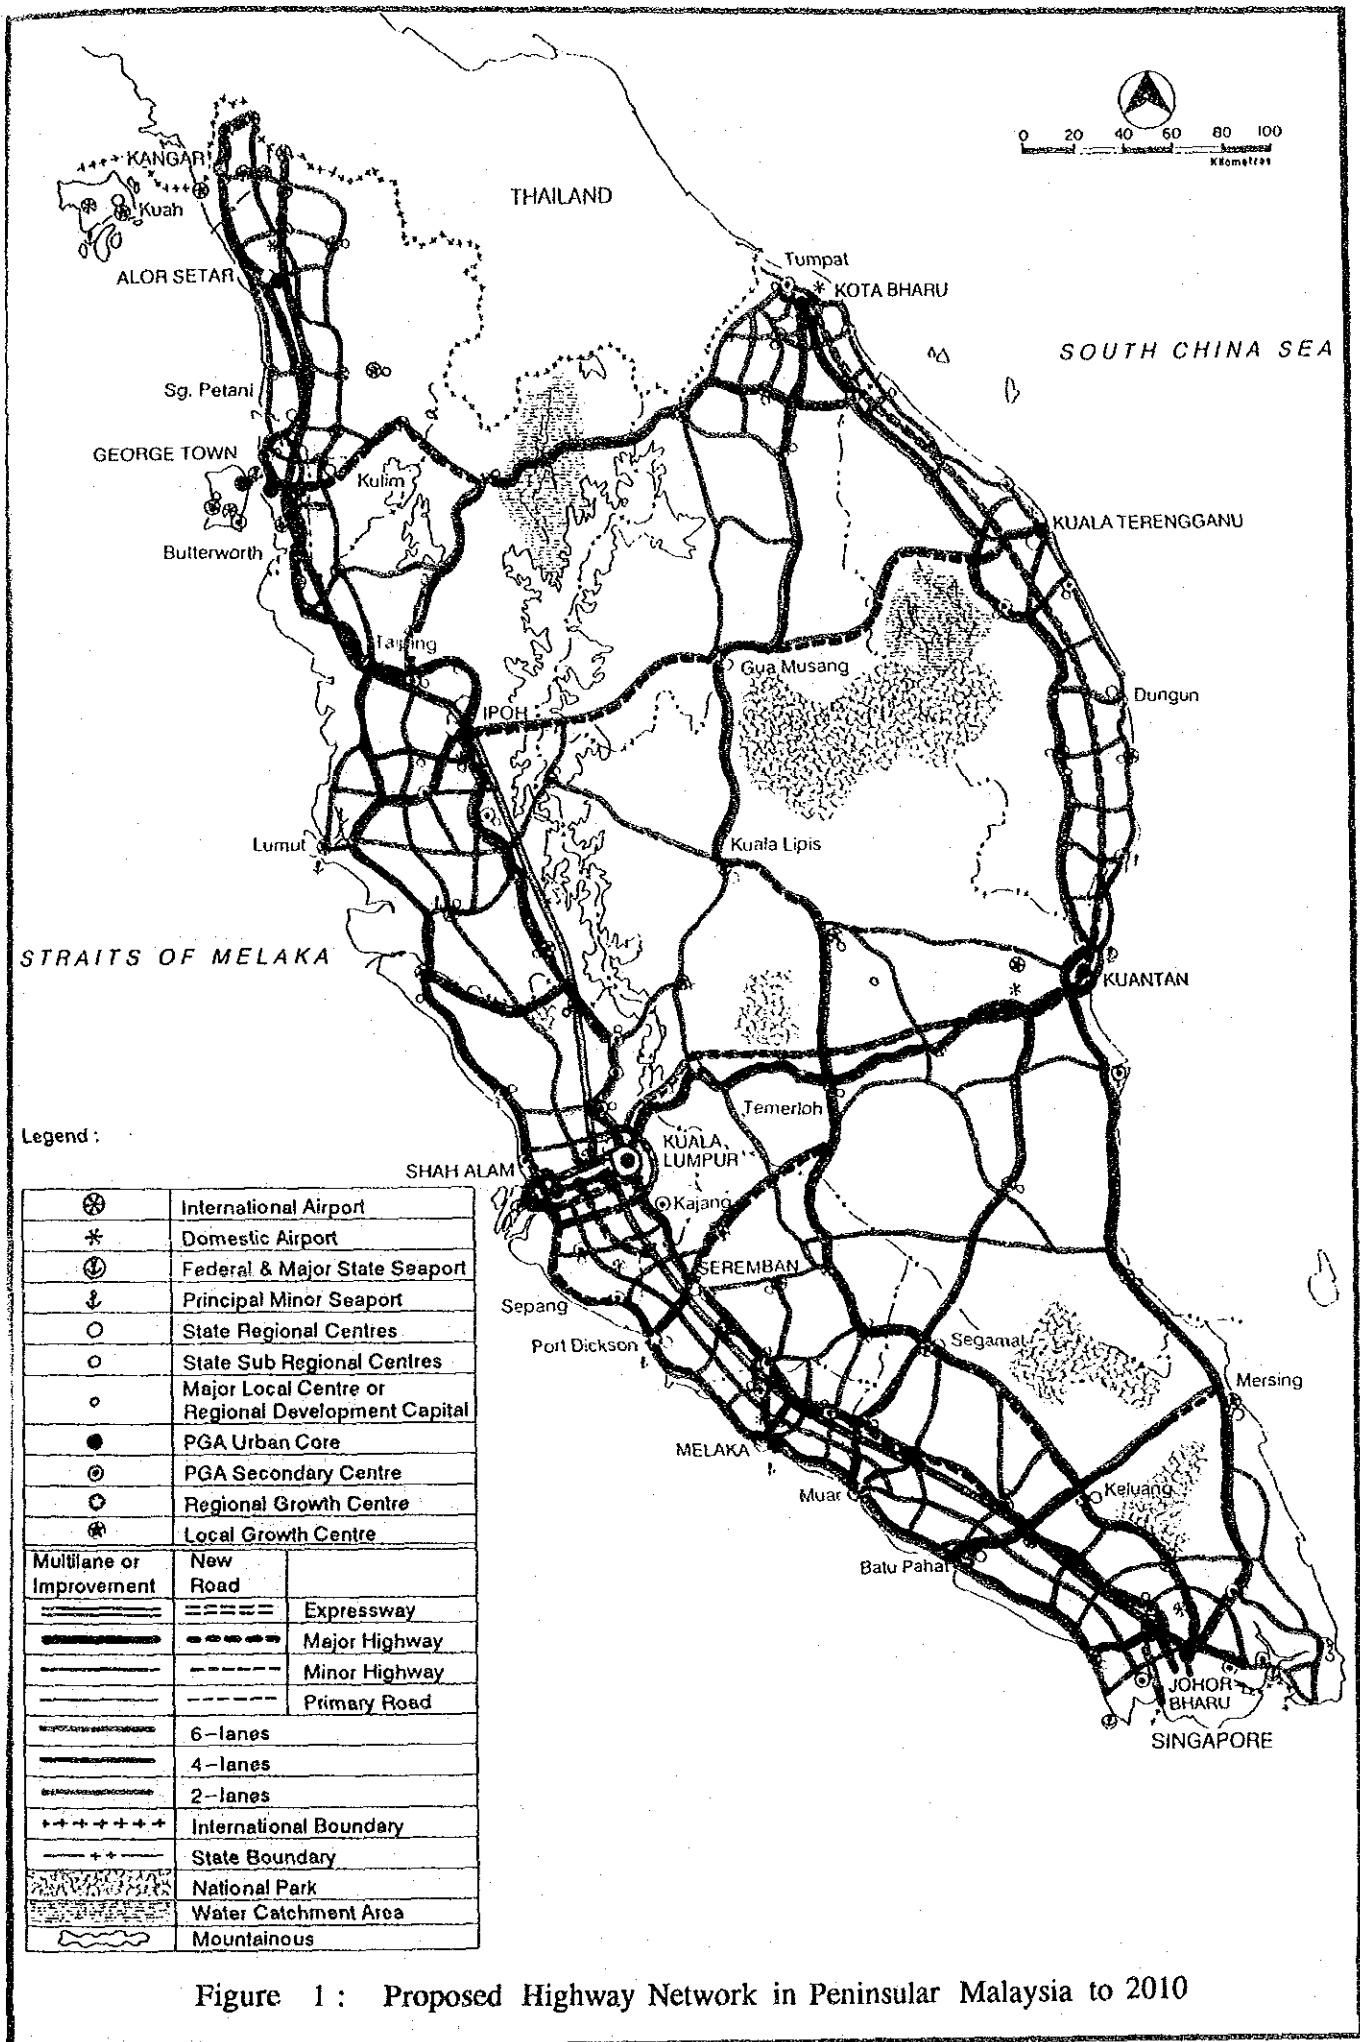 0 20 40 60 80 100
Kilometres
KANGAR
THAILAND
Kuah
Tumpat
ALOR SETAR
KOTA BHARU
SOUTH CHINA SEA
Sg. Petani
GEORGE TOWN
Kulim
KUALA TERENGGANU
Butterworth
Taiping
Gua Musang
Dungun
IPOH
Lumut
Kuala Lipis
STRAITS OF MELAKA
KUANTAN
Temerloh
Legend :
KUALA
LUMPUR
SHAH ALAM
Kajang
SEREMBAN
Sepang
Port Dickson
Segamat
Mersing
MELAKA
Muar
Keluang
Batu Pahat
JOHOR
BHARU
SINGAPORE
International Airport
Domestic Airport
Federal & Major State Seaport
Principal Minor Seaport
State Regional Centres
State Sub Regional Centres
Major Local Centre or
Regional Development Capital
PGA Urban Core
PGA Secondary Centre
Regional Growth Centre
Local Growth Centre
Multilane or New
Improvement Road
Expressway
Major Highway
Minor Highway
Primary Road
6-lanes
4-lanes
2-lanes
International Boundary
State Boundary
National Park
Water Catchment Area
Mountainous
Figure 1 : Proposed Highway Network in Peninsular Malaysia to 2010